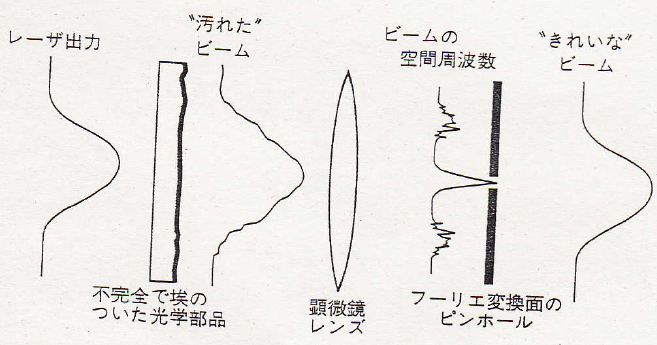 レーザ出力
“汚れた”
ビーム
ビームの
空間周波数
“きれいな”
ビーム
不完全で埃の
ついた光学部品
顕微鏡
レンズ
フーリエ変換面の
ピンホール